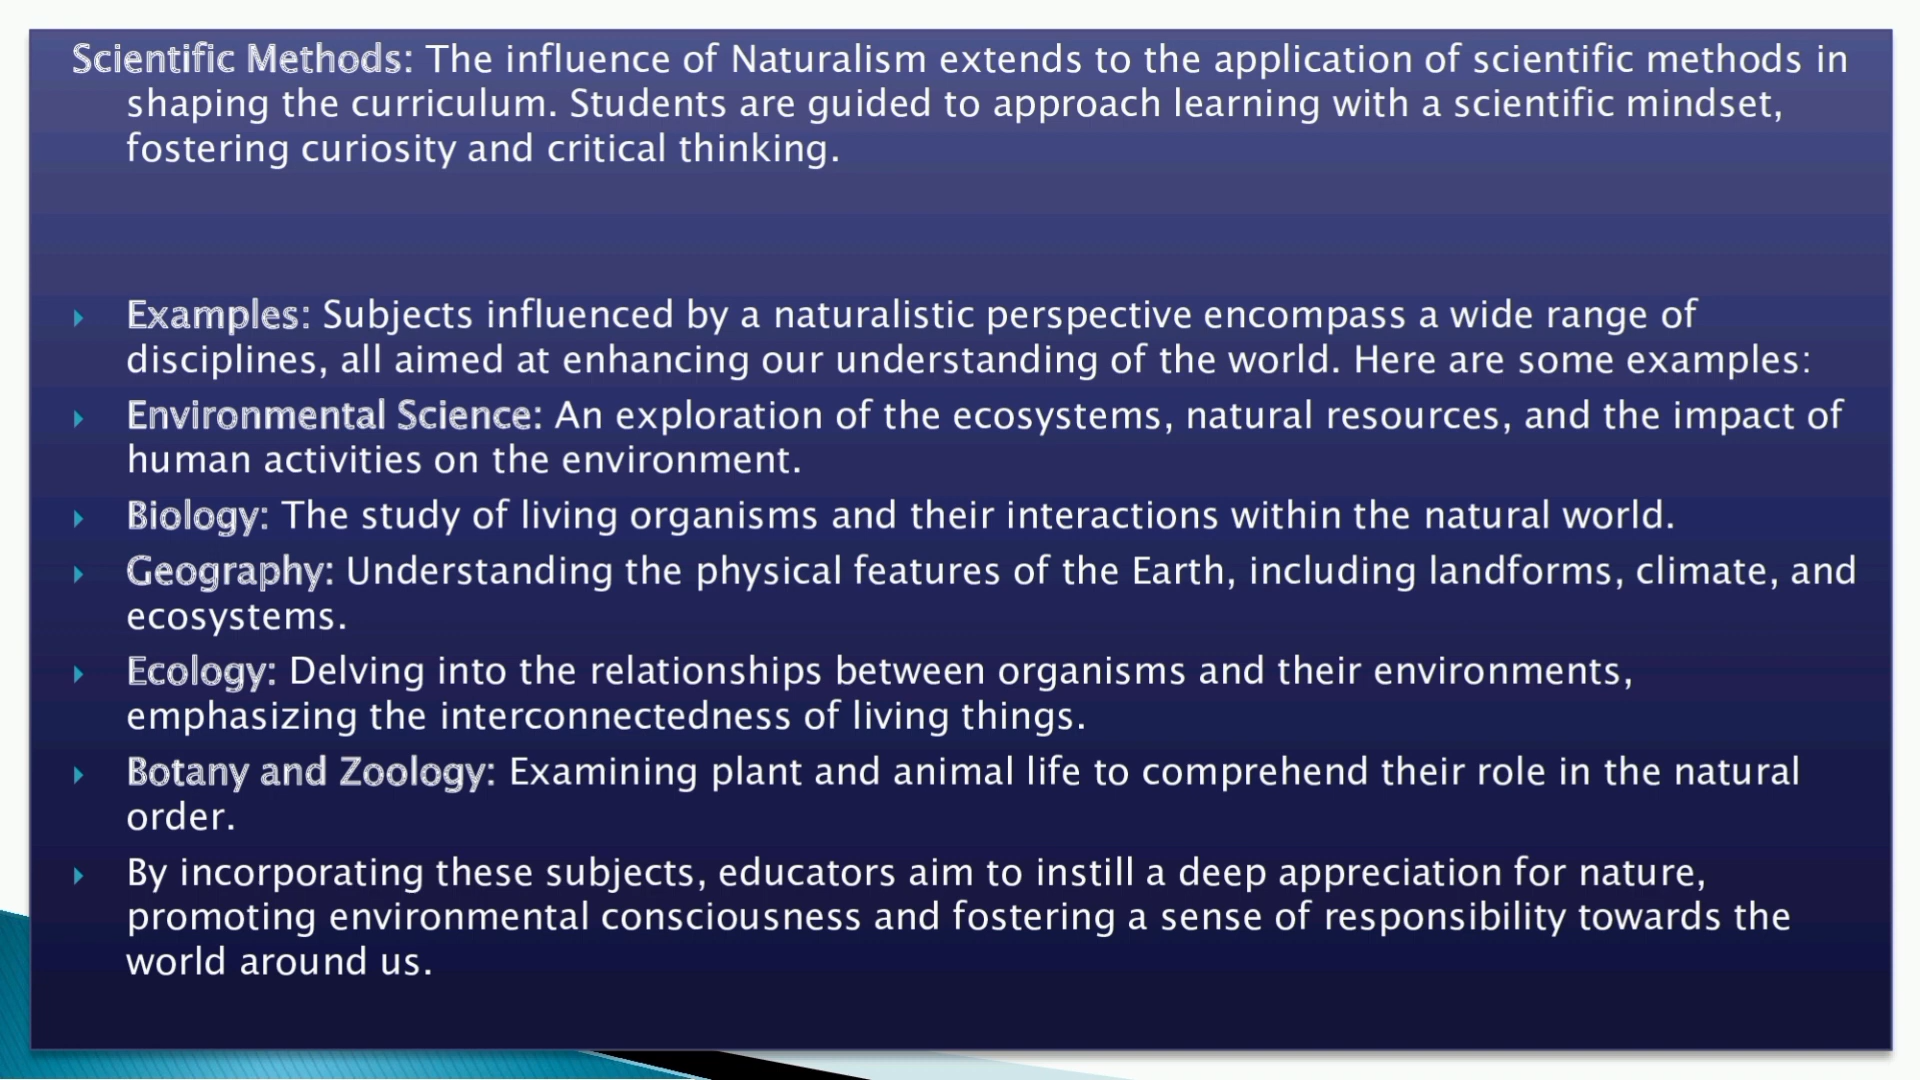 Scientific Methods: The influence of Naturalism extends to the application of scientific methods in
shaping the curriculum. Students are guided to approach learning with a scientific mindset,
fostering curiosity and critical thinking.
Examples: Subjects influenced by a naturalistic perspective encompass a wide range of
disciplines, all aimed at enhancing our understanding of the world. Here are some examples:
Environmental Science: An exploration of the ecosystems, natural resources, and the impact of
human activities on the environment.
Biology: The study of living organisms and their interactions within the natural world.
Geography: Understanding the physical features of the Earth, including landforms, climate, and
ecosystems.
Ecology: Delving into the relationships between organisms and their environments,
emphasizing the interconnectedness of living things.
Botany and Zoology: Examining plant and animal life to comprehend their role in the natural
order.
By incorporating these subjects, educators aim to instill a deep appreciation for nature,
promoting environmental consciousness and fostering a sense of responsibility towards the
world around us.